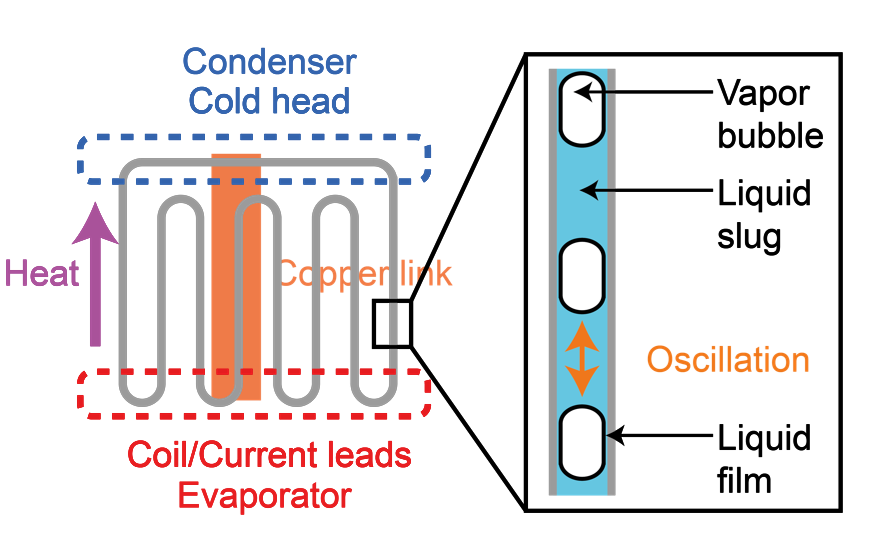 Condenser
Cold head
Heat
Copper link
Coil/Current leads
Evaporator
Vapor
bubble
Liquid
slug
Oscillation
Liquid
film